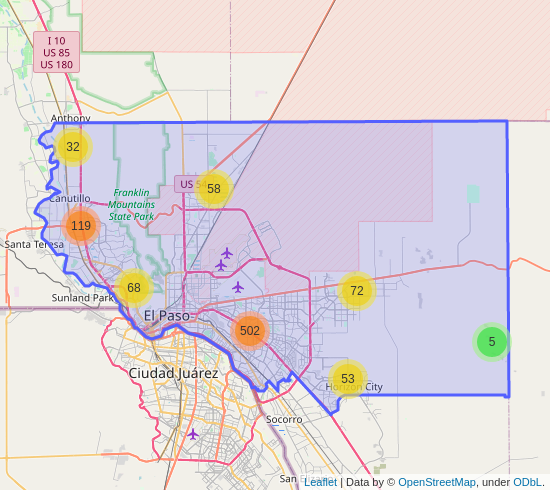 I 10
US 85
US 180
Anthony
32
US 54
58
Canutillo
Franklin
Mountains
State Park
119
Santa Teresa
68
Sunland Park
72
El Paso
502
5
Ciudad Juárez
53
Horizon City
Socorro
Leaflet | Data by © OpenStreetMap, under ODbL.